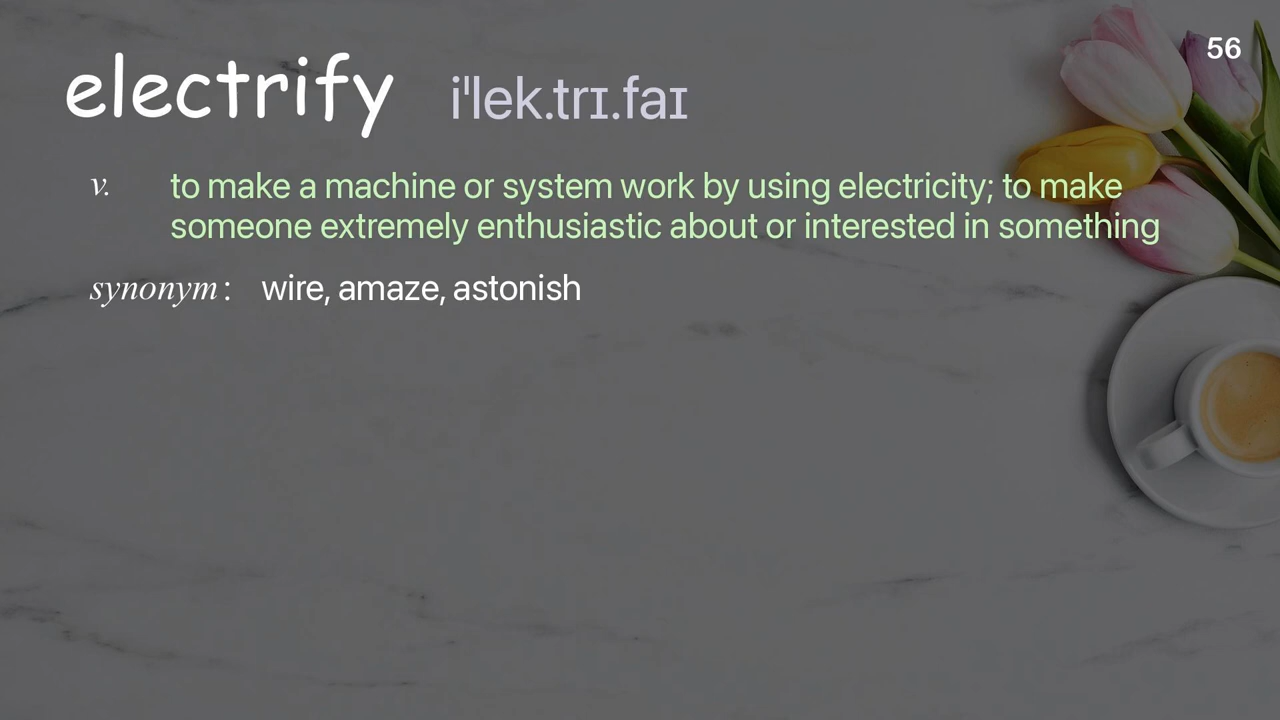 56
electrify iˈlek.trɪ.faɪ
v. to make a machine or system work by using electricity; to make
someone extremely enthusiastic about or interested in something
synonym : wire, amaze, astonish